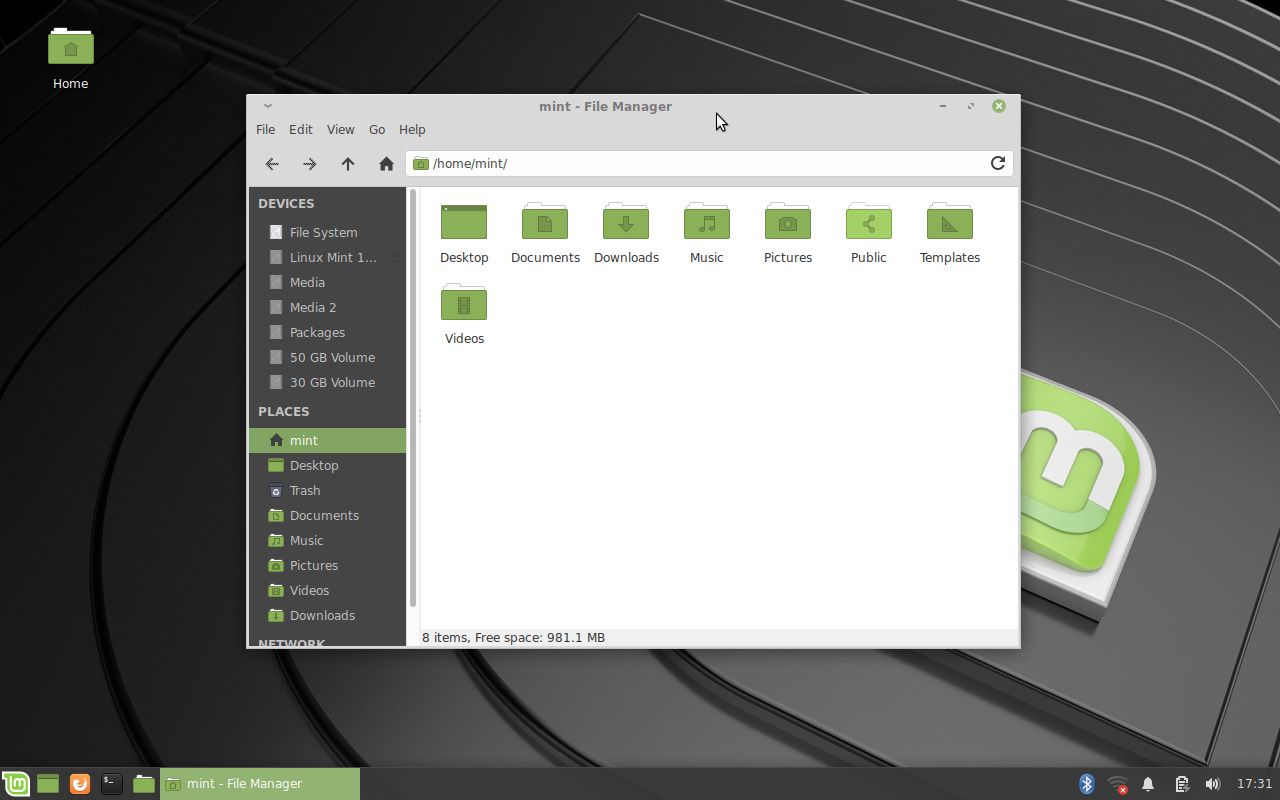 Home
mint - File Manager
File Edit View Go Help
/home/mint/
DEVICES
File System
Linux Mint 1...
Media
Media 2
Packages
50 GB Volume
30 GB Volume
PLACES
mint
Desktop
Trash
Documents
Music
Pictures
Videos
Downloads
NETWORK
Desktop Documents Downloads Music Pictures Public Templates
Videos
8 items, Free space: 981.1 MB
mint - File Manager
17:31